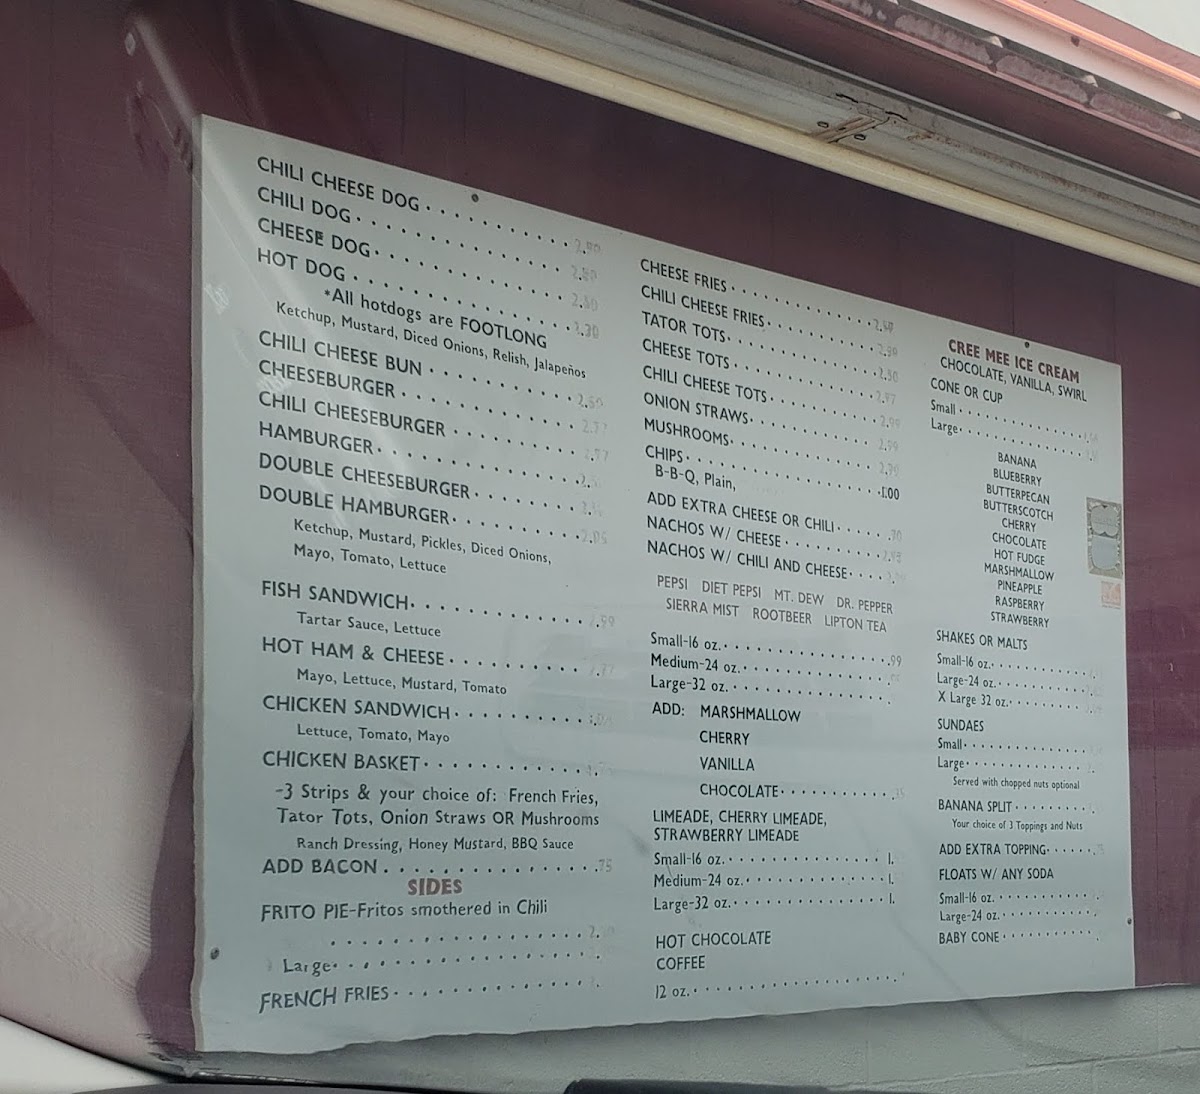 CHILI CHEESE DOG
CHILI DOG
CHEESE DOG
HOT DOG
*All hotdogs are FOOTLONG
Ketchup, Mustard, Diced Onions, Relish, Jalapeños
CHILI CHEESE BUN
CHEESEBURGER
CHILI CHEESEBURGER
HAMBURGER
DOUBLE CHEESEBURGER
DOUBLE HAMBURGER
Ketchup, Mustard, Pickles, Diced Onions,
Mayo, Tomato, Lettuce
FISH SANDWICH
Tartar Sauce, Lettuce
HOT HAM & CHEESE
Mayo, Lettuce, Mustard, Tomato
CHICKEN SANDWICH
Lettuce, Tomato, Mayo
CHICKEN BASKET
-3 Strips & your choice of: French Fries,
Tator Tots, Onion Straws OR Mushrooms
Ranch Dressing, Honey Mustard, BBQ Sauce
ADD BACON .75
SIDES
FRITO PIE-Fritos smothered in Chili
Large
FRENCH FRIES
CHEESE FRIES
CHILI CHEESE FRIES
TATOR TOTS
CHEESE TOTS
CHILI CHEESE TOTS
ONION STRAWS
MUSHROOMS
CHIPS 1.00
B-B-Q, Plain,
ADD EXTRA CHEESE OR CHILI
NACHOS W/ CHEESE
NACHOS W/ CHILI AND CHEESE
PEPSI DIET PEPSI MT. DEW DR. PEPPER
SIERRA MIST ROOTBEER LIPTON TEA
Small-16 oz. .99
Medium-24 oz.
Large-32 oz.
ADD: MARSHMALLOW
CHERRY
VANILLA
CHOCOLATE
LIMEADE, CHERRY LIMEADE,
STRAWBERRY LIMEADE
Small-16 oz. 1.
Medium-24 oz. 1.
Large-32 oz. 1.
HOT CHOCOLATE
COFFEE
12 oz.
CREE MEE ICE CREAM
CHOCOLATE, VANILLA, SWIRL
CONE OR CUP
Small
Large
BANANA
BLUEBERRY
BUTTERPECAN
BUTTERSCOTCH
CHERRY
CHOCOLATE
HOT FUDGE
MARSHMALLOW
PINEAPPLE
RASPBERRY
STRAWBERRY
SHAKES OR MALTS
Small-16 oz.
Large-24 oz.
X Large 32 oz.
SUNDAES
Small
Large
Served with chopped nuts optional
BANANA SPLIT
Your choice of 3 Toppings and Nuts
ADD EXTRA TOPPING
FLOATS W/ ANY SODA
Small-16 oz.
Large-24 oz.
BABY CONE